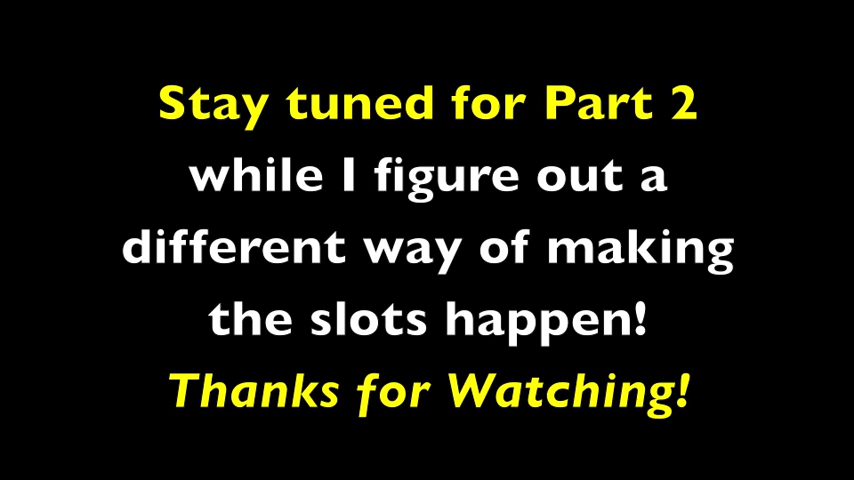 Stay tuned for Part 2
while I figure out a
different way of making
the slots happen!
Thanks for Watching!